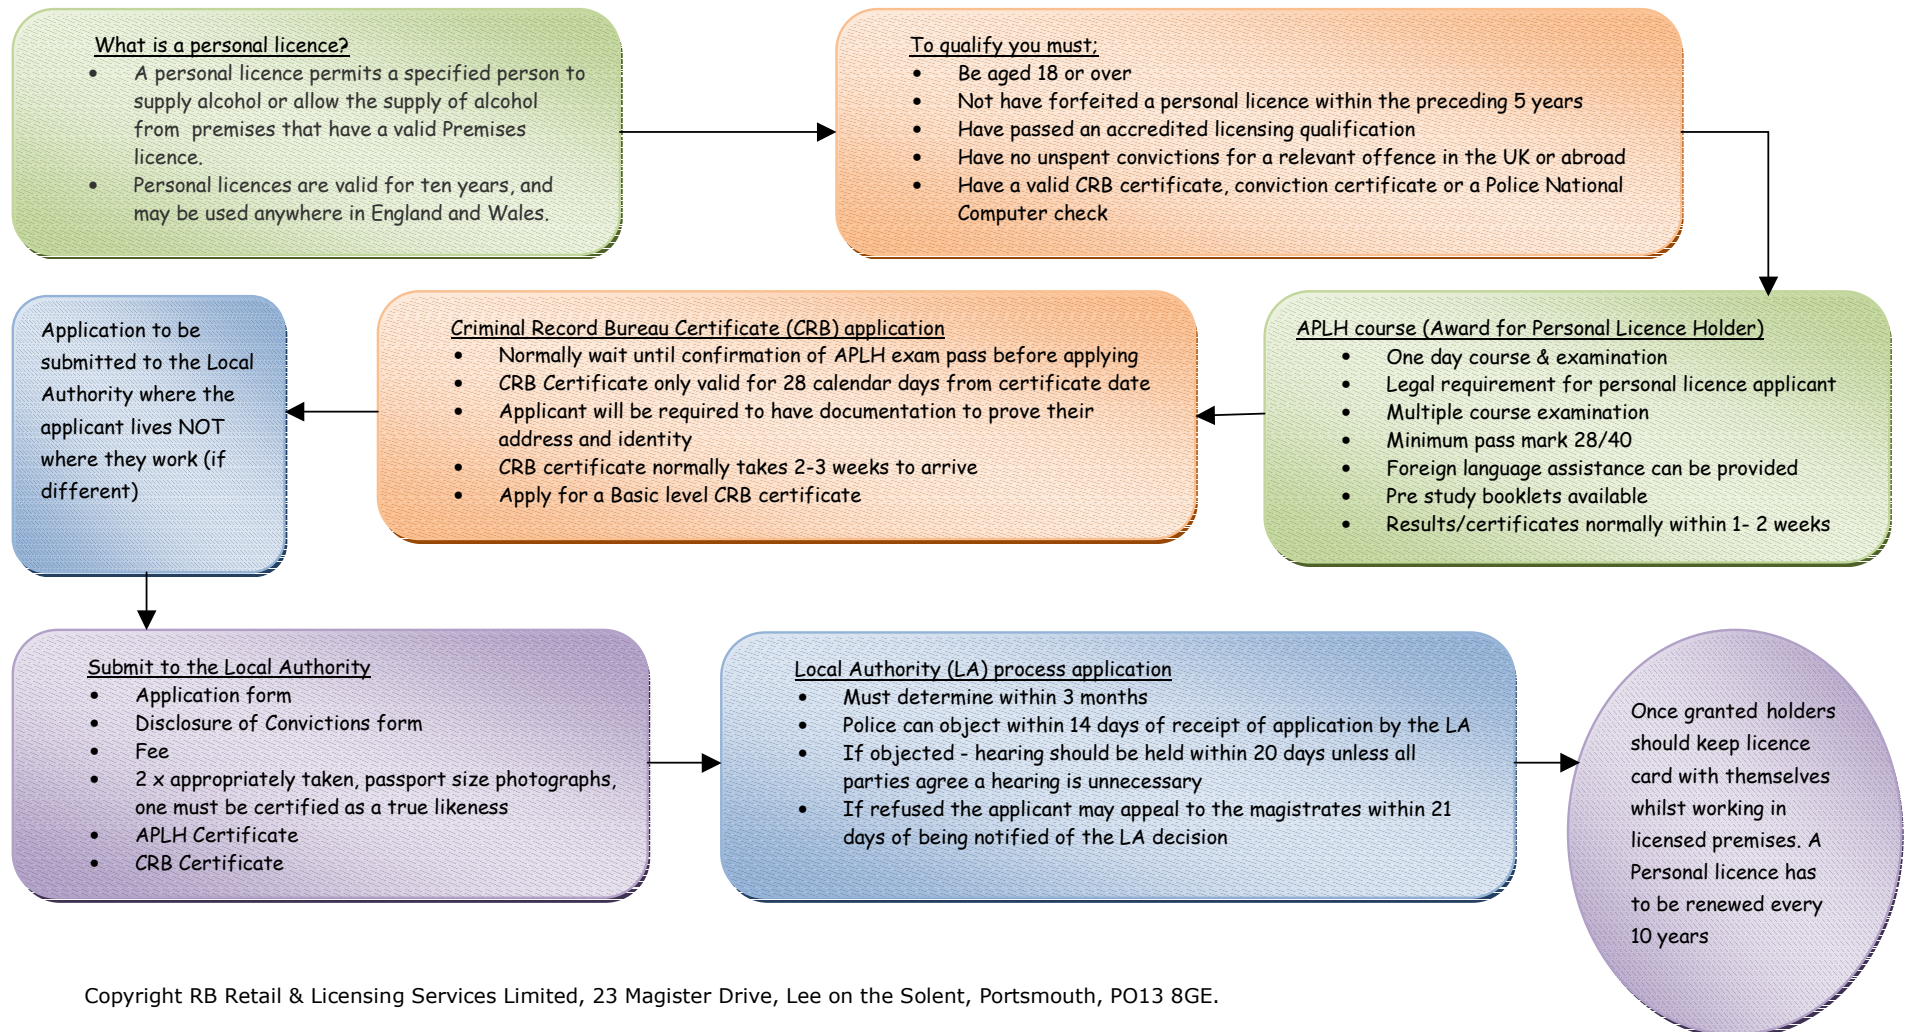 What is a personal licence?
• A personal licence permits a specified person to
supply alcohol or allow the supply of alcohol
from premises that have a valid Premises
licence.
• Personal licences are valid for ten years, and
may be used anywhere in England and Wales.
To qualify you must;
• Be aged 18 or over
• Not have forfeited a personal licence within the preceding 5 years
• Have passed an accredited licensing qualification
• Have no unspent convictions for a relevant offence in the UK or abroad
• Have a valid CRB certificate, conviction certificate or a Police National
Computer check
APLH course (Award for Personal Licence Holder)
• One day course & examination
• Legal requirement for personal licence applicant
• Multiple course examination
• Minimum pass mark 28/40
• Foreign language assistance can be provided
• Pre study booklets available
• Results/certificates normally within 1- 2 weeks
Criminal Record Bureau Certificate (CRB) application
• Normally wait until confirmation of APLH exam pass before applying
• CRB Certificate only valid for 28 calendar days from certificate date
• Applicant will be required to have documentation to prove their
address and identity
• CRB certificate normally takes 2-3 weeks to arrive
• Apply for a Basic level CRB certificate
Application to be
submitted to the Local
Authority where the
applicant lives NOT
where they work (if
different)
Submit to the Local Authority
• Application form
• Disclosure of Convictions form
• Fee
• 2 x appropriately taken, passport size photographs,
one must be certified as a true likeness
• APLH Certificate
• CRB Certificate
Local Authority (LA) process application
• Must determine within 3 months
• Police can object within 14 days of receipt of application by the LA
• If objected - hearing should be held within 20 days unless all
parties agree a hearing is unnecessary
• If refused the applicant may appeal to the magistrates within 21
days of being notified of the LA decision
Once granted holders
should keep licence
card with themselves
whilst working in
licensed premises. A
Personal licence has
to be renewed every
10 years
Copyright RB Retail & Licensing Services Limited, 23 Magister Drive, Lee on the Solent, Portsmouth, PO13 8GE.